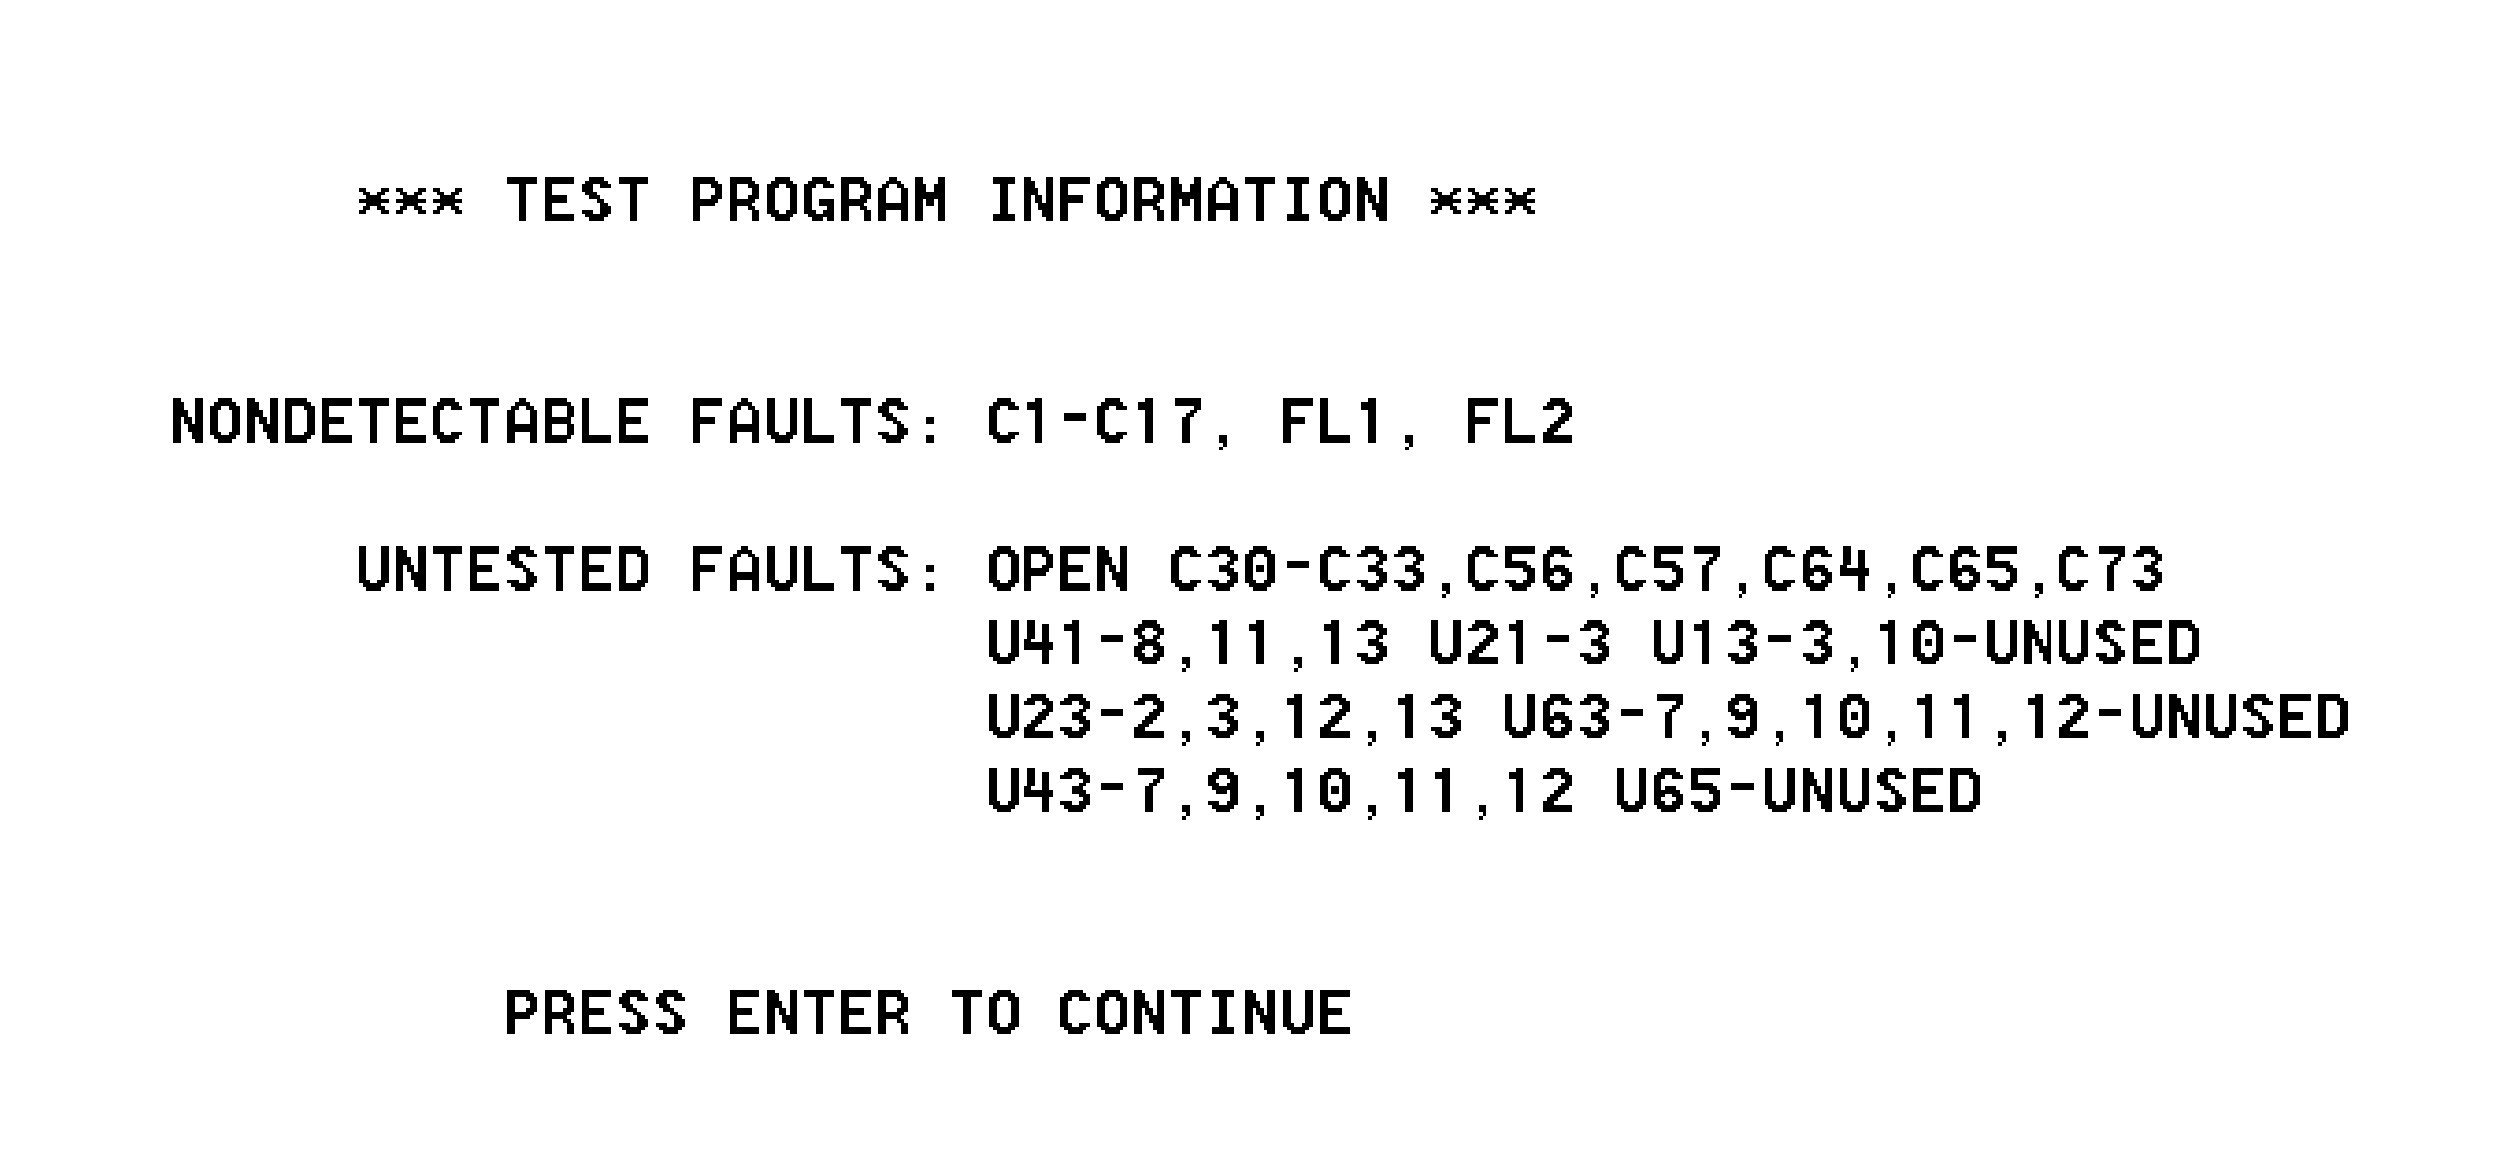 *** TEST PROGRAM INFORMATION ***
NONDETECTABLE FAULTS: C1-C17, FL1, FL2
UNTESTED FAULTS: OPEN C30-C33,C56,C57,C64,C65,C73
U41-8,11,13 U21-3 U13-3,10-UNUSED
U23-2,3,12,13 U63-7,9,10,11,12-UNUSED
U43-7,9,10,11,12 U65-UNUSED
PRESS ENTER TO CONTINUE